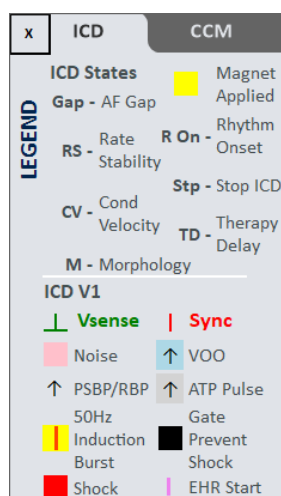 x ICD CCM
LEGEND
ICD States
Magnet
Applied
Gap - AF Gap
RS - Rate
Stability
R On - Rhythm
Onset
Stp - Stop ICD
CV - Cond
Velocity
TD - Therapy
Delay
M - Morphology
ICD V1
Vsense Sync
Noise ↑ VOO
↑ PSBP/RBP ↑ ATP Pulse
50Hz
Induction
Burst
Gate
Prevent
Shock
Shock EHR Start